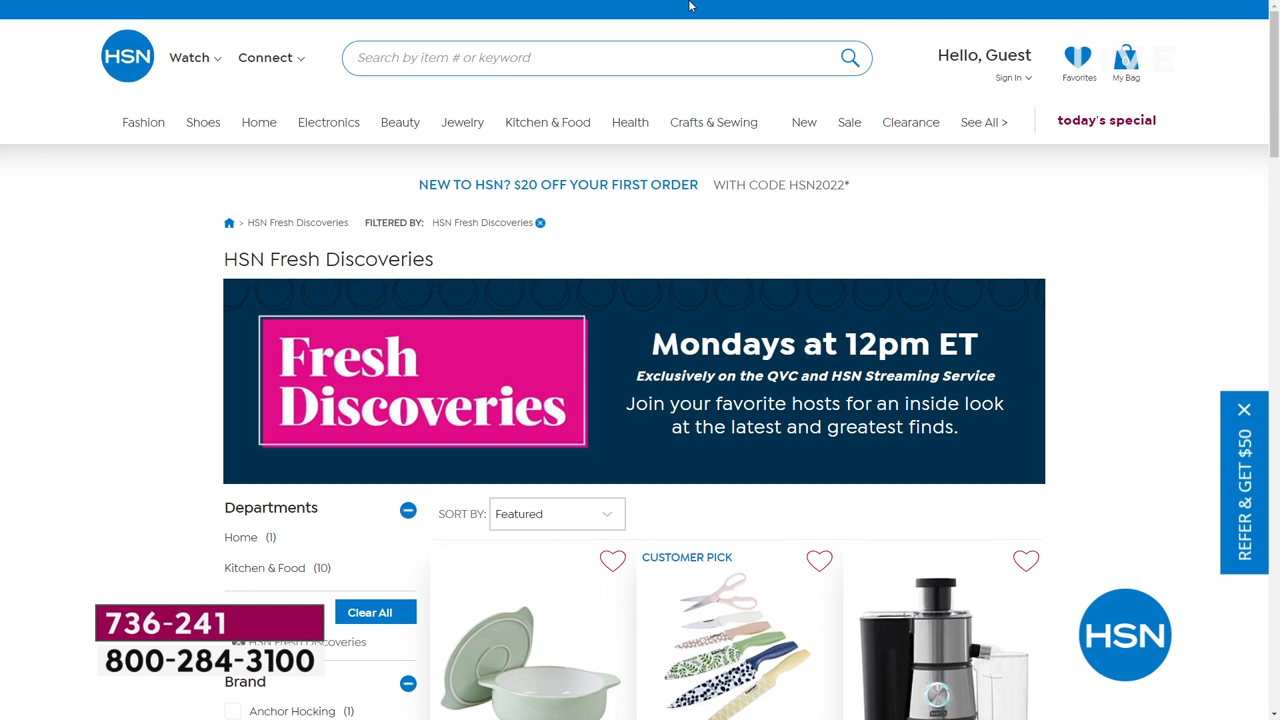 HSN
Watch
Connect
Search by item # or keyword
Hello, Guest
Sign In
Favorites
My Bag
Fashion
Shoes
Home
Electronics
Beauty
Jewelry
Kitchen & Food
Health
Crafts & Sewing
New
Sale
Clearance
See All >
today's special
NEW TO HSN? $20 OFF YOUR FIRST ORDER WITH CODE HSN2022*
> HSN Fresh Discoveries FILTERED BY: HSN Fresh Discoveries
HSN Fresh Discoveries
Fresh
Discoveries
Mondays at 12pm ET
Exclusively on the QVC and HSN Streaming Service
Join your favorite hosts for an inside look
at the latest and greatest finds.
REFER & GET $50
Departments
Home (1)
Kitchen & Food (10)
SORT BY: Featured
CUSTOMER PICK
Clear All
HSN Fresh Discoveries
736-241
800-284-3100
Brand
Anchor Hocking (1)
HSN